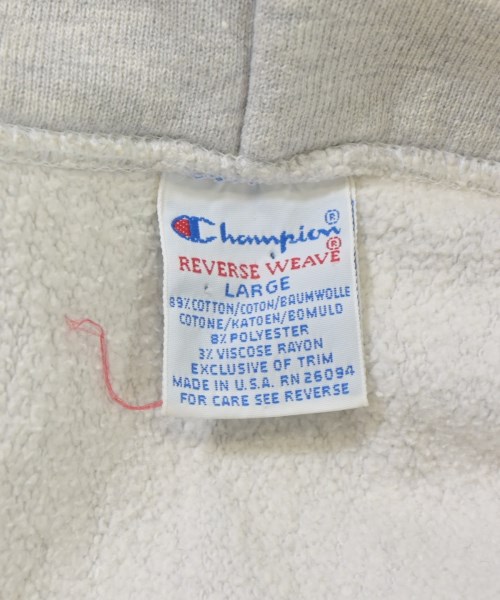 Champion®
REVERSE WEAVE®
LARGE
89% COTTON/COTON/BAUMWOLLE
COTONE/KATOEN/BOMULD
8% POLYESTER
3% VISCOSE RAYON
EXCLUSIVE OF TRIM
MADE IN U.S.A. RN 26094
FOR CARE SEE REVERSE